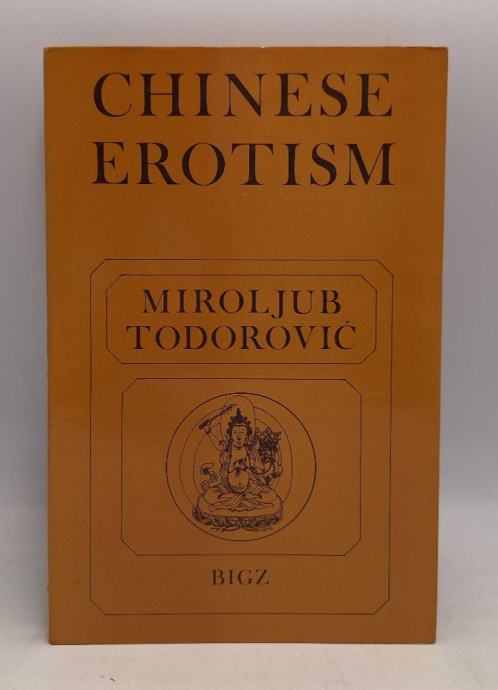 CHINESE
EROTISM
MIROLJUB
TODOROVIĆ
BIGZ